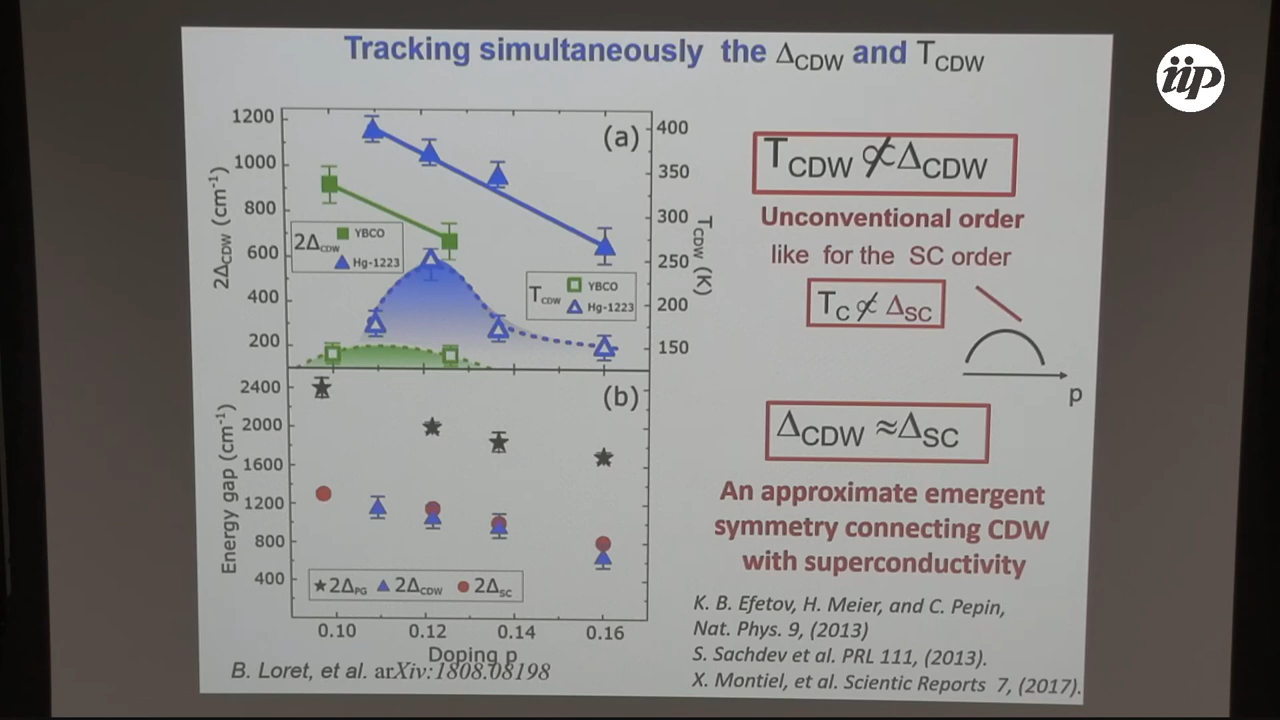 Tracking simultaneously the ΔCDW and TCDW
iip
1200
1000
800
600
400
200
2ΔCDW (cm-1)
(a)
400
350
300
250
200
150
TCDW (K)
2ΔCDW
YBCO
Hg-1223
TCDW
YBCO
Hg-1223
2400
2000
1600
1200
800
400
Energy gap (cm-1)
(b)
2ΔPG 2ΔCDW 2ΔSC
0.10 0.12 0.14 0.16
Doping p
B. Loret, et al. arXiv:1808.08198
TCDW ∝̸ ΔCDW
Unconventional order
like for the SC order
TC ∝̸ ΔSC
p
ΔCDW ≈ΔSC
An approximate emergent
symmetry connecting CDW
with superconductivity
K. B. Efetov, H. Meier, and C. Pepin,
Nat. Phys. 9, (2013)
S. Sachdev et al. PRL 111, (2013).
X. Montiel, et al. Scientic Reports 7, (2017).